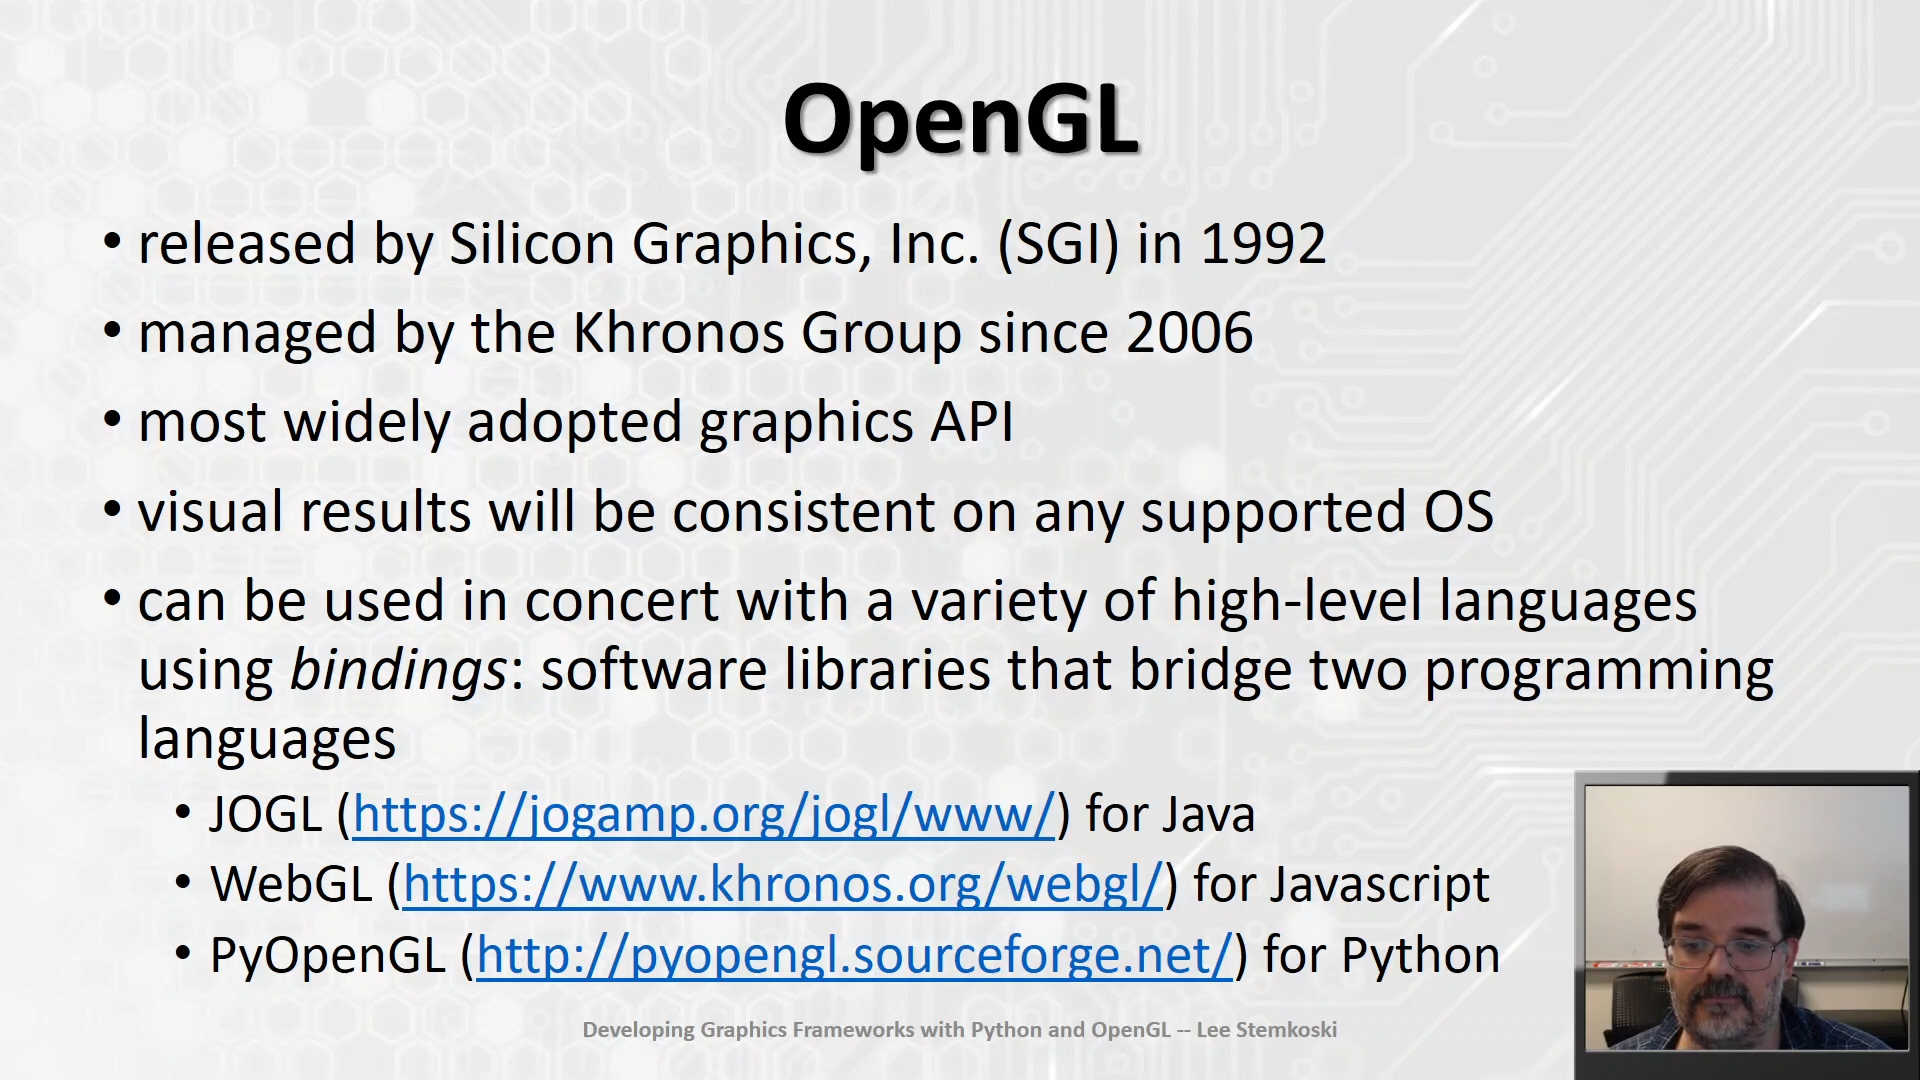 OpenGL
• released by Silicon Graphics, Inc. (SGI) in 1992
• managed by the Khronos Group since 2006
• most widely adopted graphics API
• visual results will be consistent on any supported OS
• can be used in concert with a variety of high-level languages
using bindings: software libraries that bridge two programming
languages
• JOGL (https://jogamp.org/jogl/www/) for Java
• WebGL (https://www.khronos.org/webgl/) for Javascript
• PyOpenGL (http://pyopengl.sourceforge.net/) for Python
Developing Graphics Frameworks with Python and OpenGL -- Lee Stemkoski